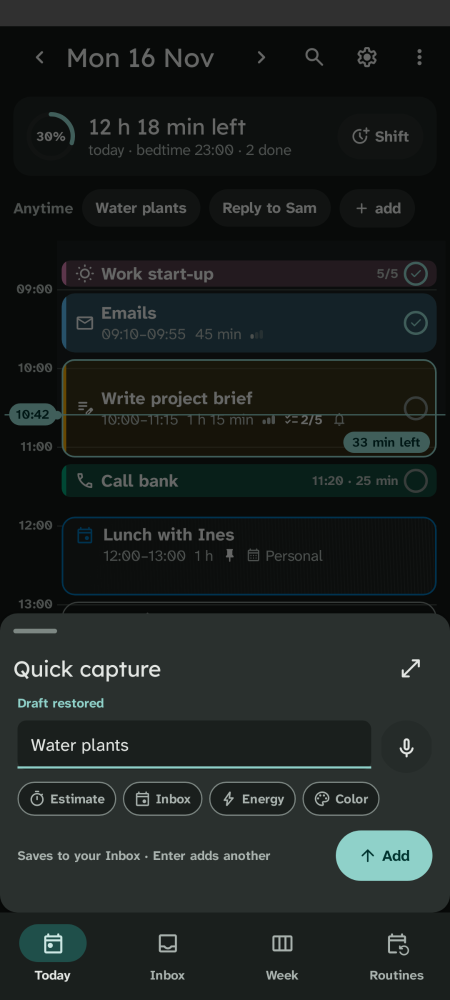 Mon 16 Nov
30%
12 h 18 min left
today · bedtime 23:00 · 2 done
Shift
Anytime
Water plants
Reply to Sam
+ add
Work start-up
5/5
09:00
Emails
09:10–09:55 45 min
10:00
Write project brief
10:00–11:15 1 h 15 min 2/5
10:42
33 min left
11:00
Call bank
11:20 · 25 min
12:00
Lunch with Ines
12:00–13:00 1 h Personal
13:00
Quick capture
Draft restored
Water plants
Estimate
Inbox
Energy
Color
Saves to your Inbox · Enter adds another
Add
Today
Inbox
Week
Routines